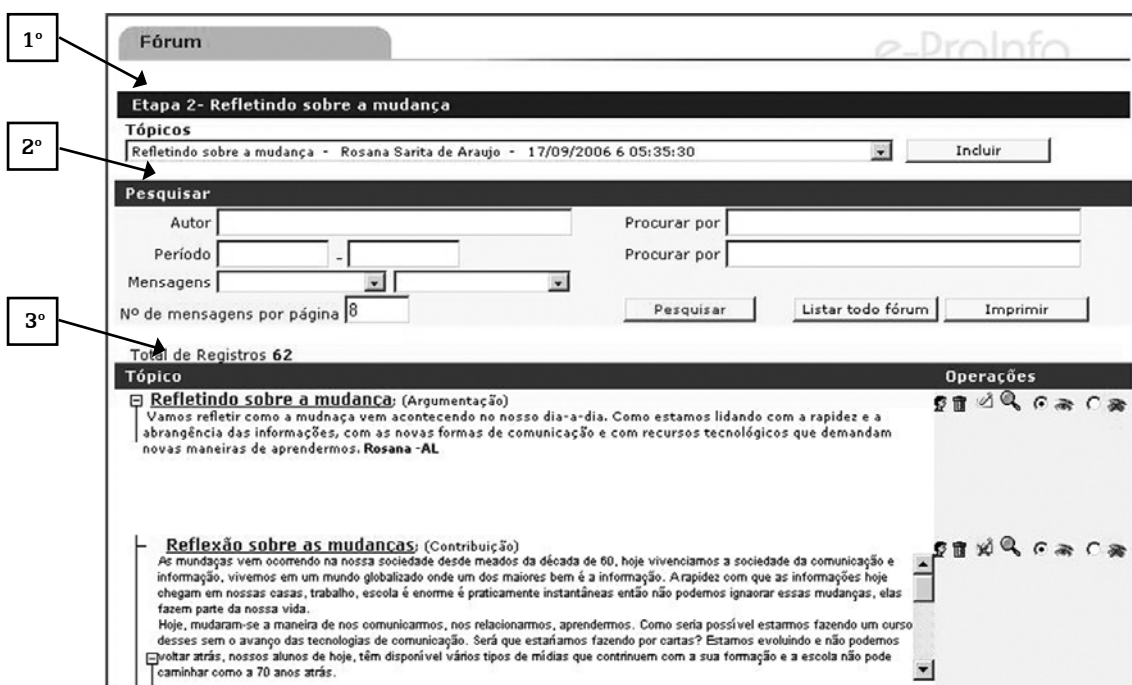 1º
Fórum
e-ProInfo
Etapa 2- Refletindo sobre a mudança
2º
Tópicos
Refletindo sobre a mudança - Rosana Sarita de Araujo - 17/09/2006 6 05:35:30
Incluir
Pesquisar
Autor
Procurar por
Período
-
Procurar por
Mensagens
3º
Nº de mensagens por página 8
Pesquisar
Listar todo fórum
Imprimir
Total de Registros 62
Tópico
Operações
Refletindo sobre a mudança; (Argumentação)
Vamos refletir como a mudnaça vem acontecendo no nosso dia-a-dia. Como estamos lidando com a rapidez e a
abrangência das informações, com as novas formas de comunicação e com recursos tecnológicos que demandam
novas maneiras de aprendermos. Rosana -AL
Reflexão sobre as mudanças; (Contribuição)
As mundaças vem ocorrendo na nossa sociedade desde meados da década de 60, hoje vivenciamos a sociedade da comunicação e
informação, vivemos em um mundo globalizado onde um dos maiores bem é a informação. A rapidez com que as informações hoje
chegam em nossas casas, trabalho, escola é enorme é praticamente instantâneas então não podemos ignaorar essas mudanças, elas
fazem parte da nossa vida.
Hoje, mudaram-se a maneira de nos comunicarmos, nos relacionarmos, aprendermos. Como seria possível estarmos fazendo um curso
desses sem o avanço das tecnologias de comunicação. Será que estaríamos fazendo por cartas? Estamos evoluindo e não podemos
voltar atrás, nossos alunos de hoje, têm disponível vários tipos de mídias que contrinuem com a sua formação e a escola não pode
caminhar como a 70 anos atrás.